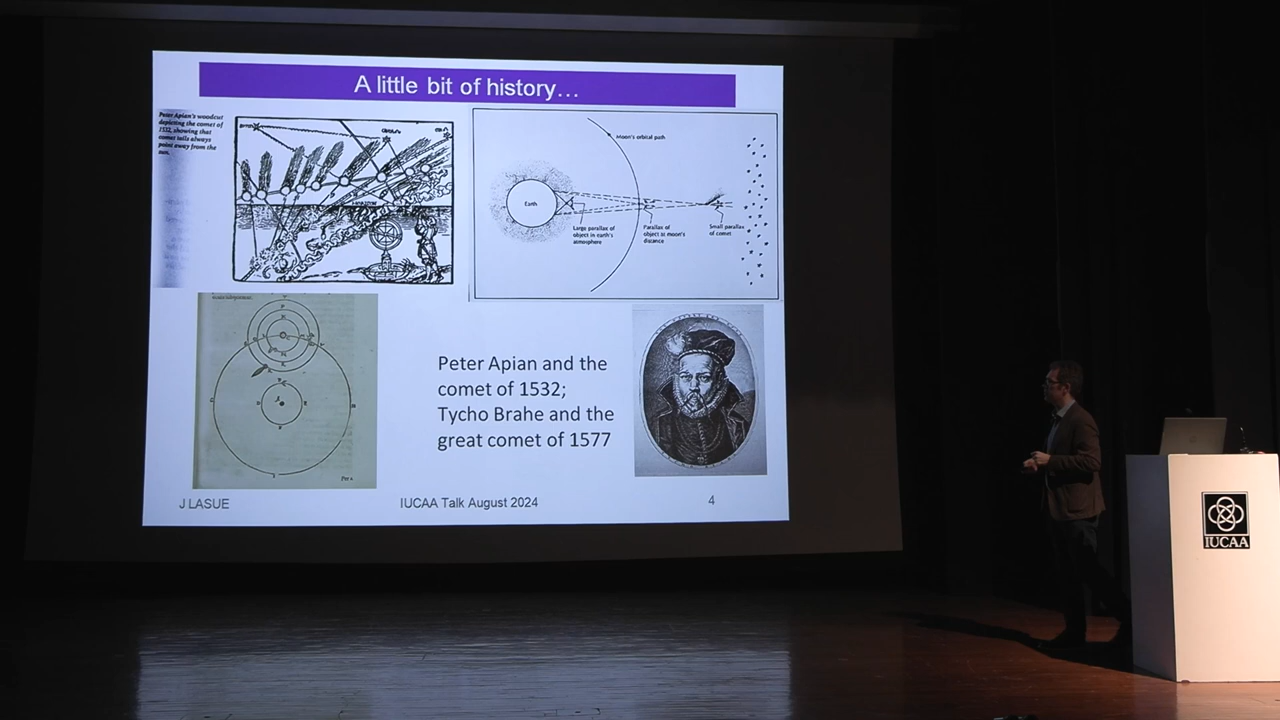 A little bit of history…
Peter Apian's woodcut
depicting the comet of
1532, showing that
comet tails always
point away from the
sun.
Moon's orbital path
Earth
Large parallax of
object in earth's
atmosphere
Parallax of
object at moon's
distance
Small parallax
of comet
Peter Apian and the
comet of 1532;
Tycho Brahe and the
great comet of 1577
J LASUE
IUCAA Talk August 2024
4
IUCAA